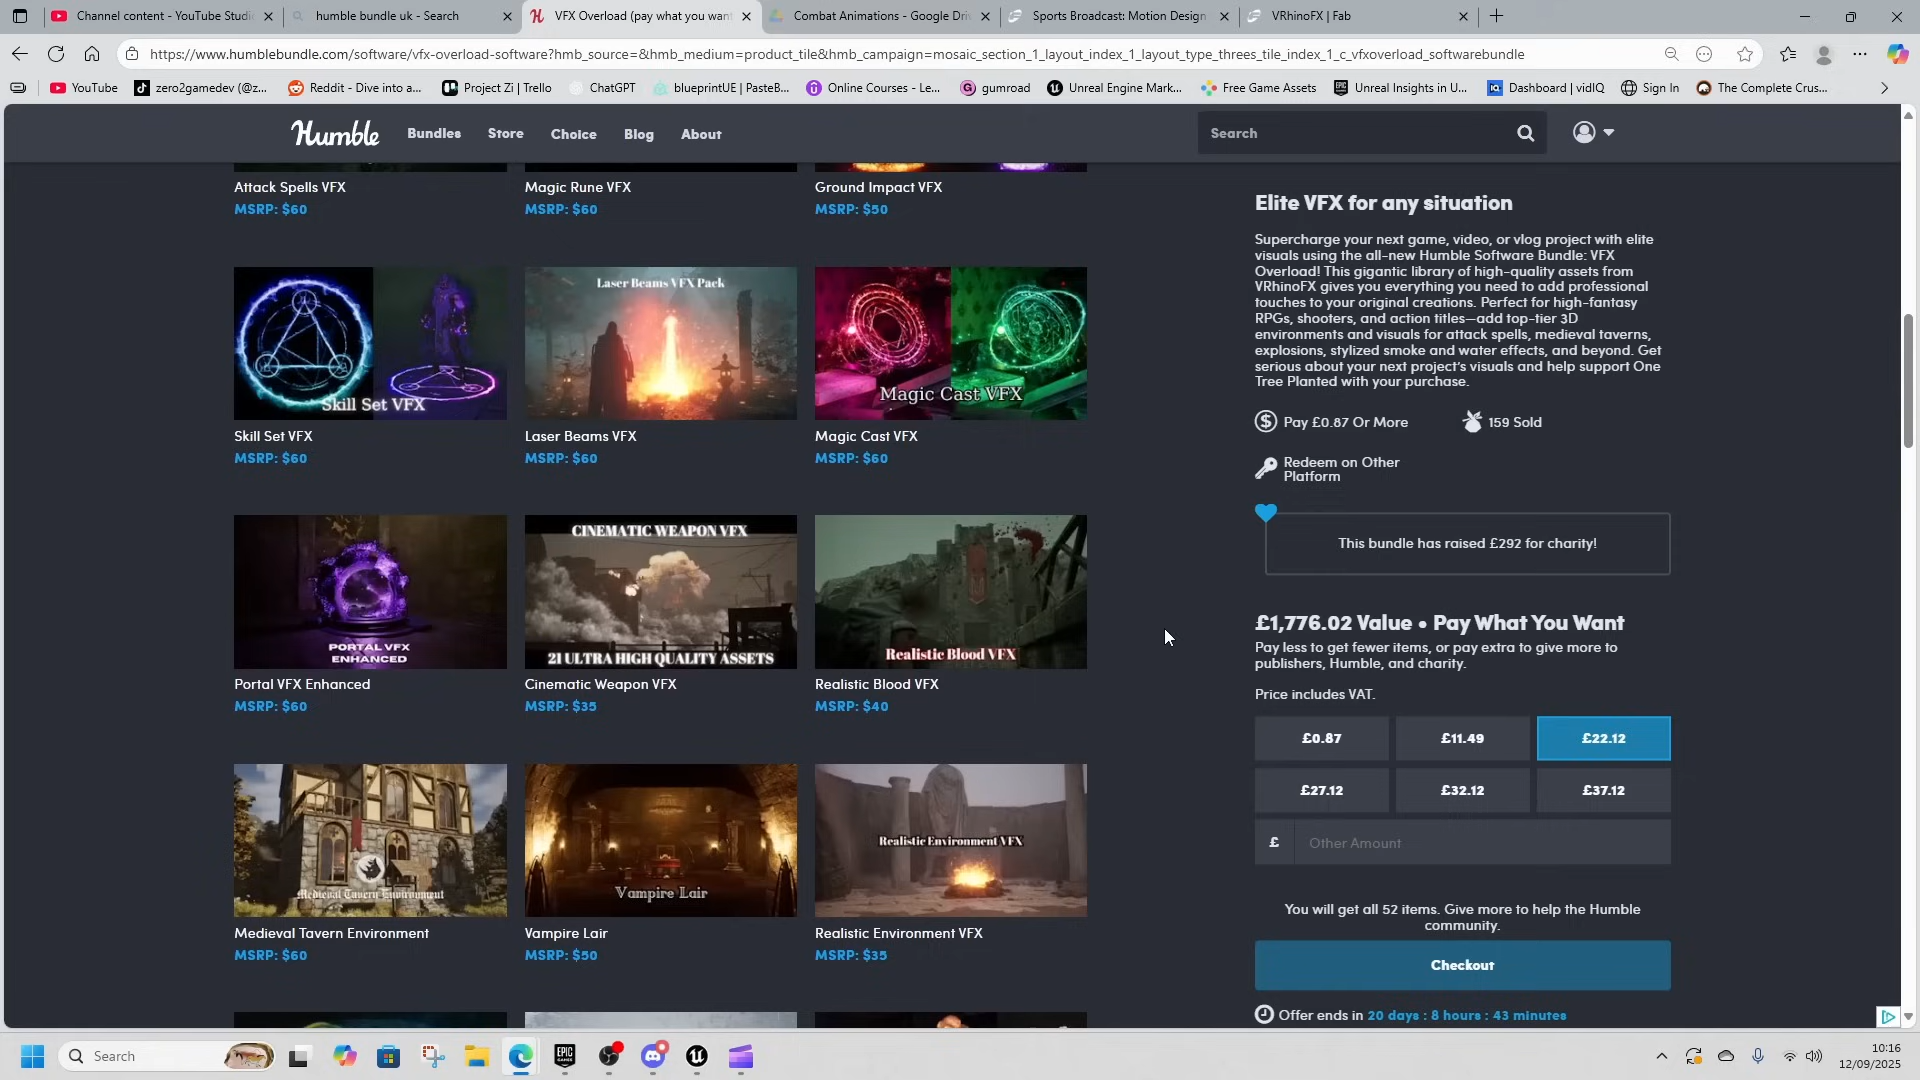 Channel content - YouTube Studi
humble bundle uk - Search
VFX Overload (pay what you wan
Combat Animations - Google Driv
Sports Broadcast: Motion Design
VRhinoFX | Fab
https://www.humblebundle.com/software/vfx-overload-software?hmb_source=&hmb_medium=product_tile&hmb_campaign=mosaic_section_1_layout_index_1_layout_type_threes_tile_index_1_c_vfxoverload_softwarebundle
YouTube
zero2gamedev (@z...
Reddit - Dive into a...
Project Zi | Trello
ChatGPT
blueprintUE | PasteB...
Online Courses - Le...
gumroad
Unreal Engine Mark...
Free Game Assets
Unreal Insights in U...
Dashboard | vidIQ
Sign In
The Complete Crus...
Humble
Bundles
Store
Choice
Blog
About
Search
Attack Spells VFX
MSRP: $60
Magic Rune VFX
MSRP: $60
Ground Impact VFX
MSRP: $50
Skill Set VFX
Skill Set VFX
MSRP: $60
Laser Beams VFX Pack
Laser Beams VFX
MSRP: $60
Magic Cast VFX
Magic Cast VFX
MSRP: $60
PORTAL VFX
ENHANCED
Portal VFX Enhanced
MSRP: $60
CINEMATIC WEAPON VFX
21 ULTRA HIGH QUALITY ASSETS
Cinematic Weapon VFX
MSRP: $35
Realistic Blood VFX
Realistic Blood VFX
MSRP: $40
Medieval Tavern Environment
Medieval Tavern Environment
MSRP: $60
Vampire Lair
Vampire Lair
MSRP: $50
Realistic Environment VFX
Realistic Environment VFX
MSRP: $35
Elite VFX for any situation
Supercharge your next game, video, or vlog project with elite
visuals using the all-new Humble Software Bundle: VFX
Overload! This gigantic library of high-quality assets from
VRhinoFX gives you everything you need to add professional
touches to your original creations. Perfect for high-fantasy
RPGs, shooters, and action titles—add top-tier 3D
environments and visuals for attack spells, medieval taverns,
explosions, stylized smoke and water effects, and beyond. Get
serious about your next project's visuals and help support One
Tree Planted with your purchase.
Pay £0.87 Or More
159 Sold
Redeem on Other
Platform
This bundle has raised £292 for charity!
£1,776.02 Value • Pay What You Want
Pay less to get fewer items, or pay extra to give more to
publishers, Humble, and charity.
Price includes VAT.
£0.87
£11.49
£22.12
£27.12
£32.12
£37.12
£
Other Amount
You will get all 52 items. Give more to help the Humble
community.
Checkout
Offer ends in 20 days : 8 hours : 43 minutes
Search
EPIC
GAMES
10:16
12/09/2025